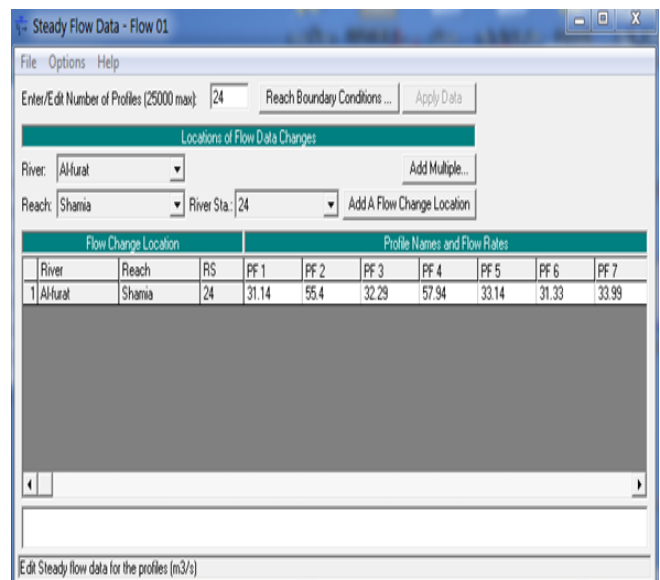 Steady Flow Data - Flow 01
File Options Help
Enter/Edit Number of Profiles (25000 max): 24 Reach Boundary Conditions ... Apply Data
Locations of Flow Data Changes
River: Al-furat Add Multiple...
Reach: Shamia River Sta.: 24 Add A Flow Change Location
Flow Change Location Profile Names and Flow Rates
River Reach RS PF 1 PF 2 PF 3 PF 4 PF 5 PF 6 PF 7
1 Al-furat Shamia 24 31.14 55.4 32.29 57.94 33.14 31.33 33.99
Edit Steady flow data for the profiles (m3/s)